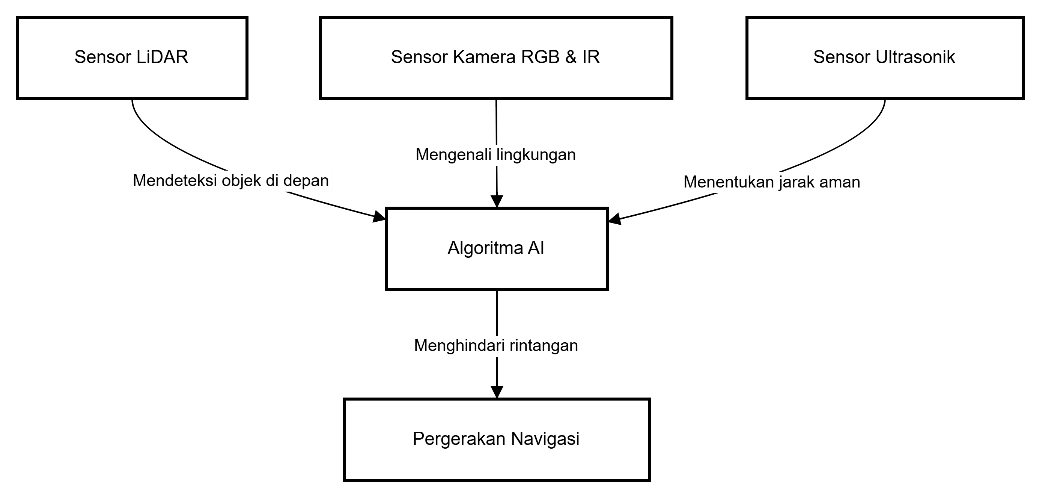 Sensor LiDAR
Sensor Kamera RGB & IR
Sensor Ultrasonik
Mengenali lingkungan
Mendeteksi objek di depan
Menentukan jarak aman
Algoritma AI
Menghindari rintangan
Pergerakan Navigasi